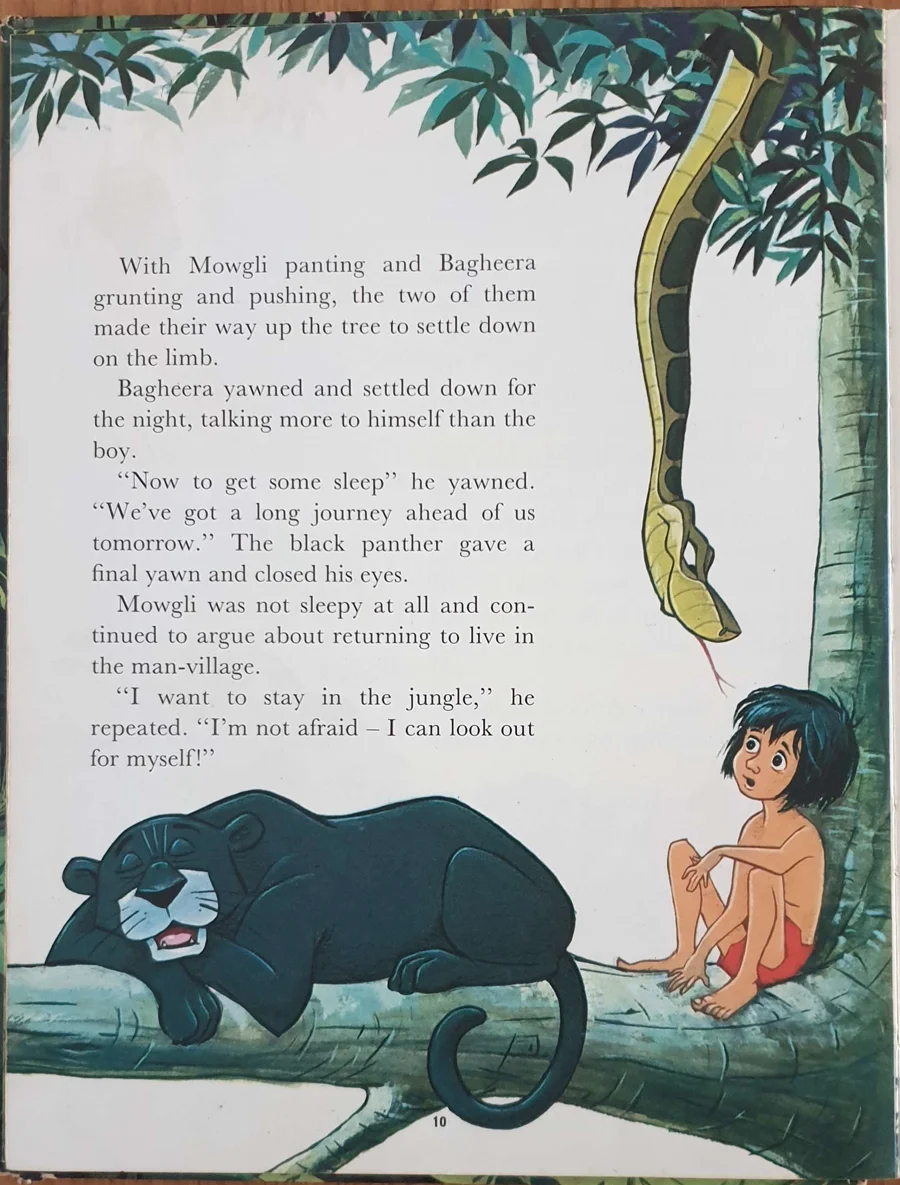 With Mowgli panting and Bagheera
grunting and pushing, the two of them
made their way up the tree to settle down
on the limb.
Bagheera yawned and settled down for
the night, talking more to himself than the
boy.
“Now to get some sleep” he yawned.
“We’ve got a long journey ahead of us
tomorrow.” The black panther gave a
final yawn and closed his eyes.
Mowgli was not sleepy at all and con-
tinued to argue about returning to live in
the man-village.
“I want to stay in the jungle,” he
repeated. “I’m not afraid – I can look out
for myself!”
10